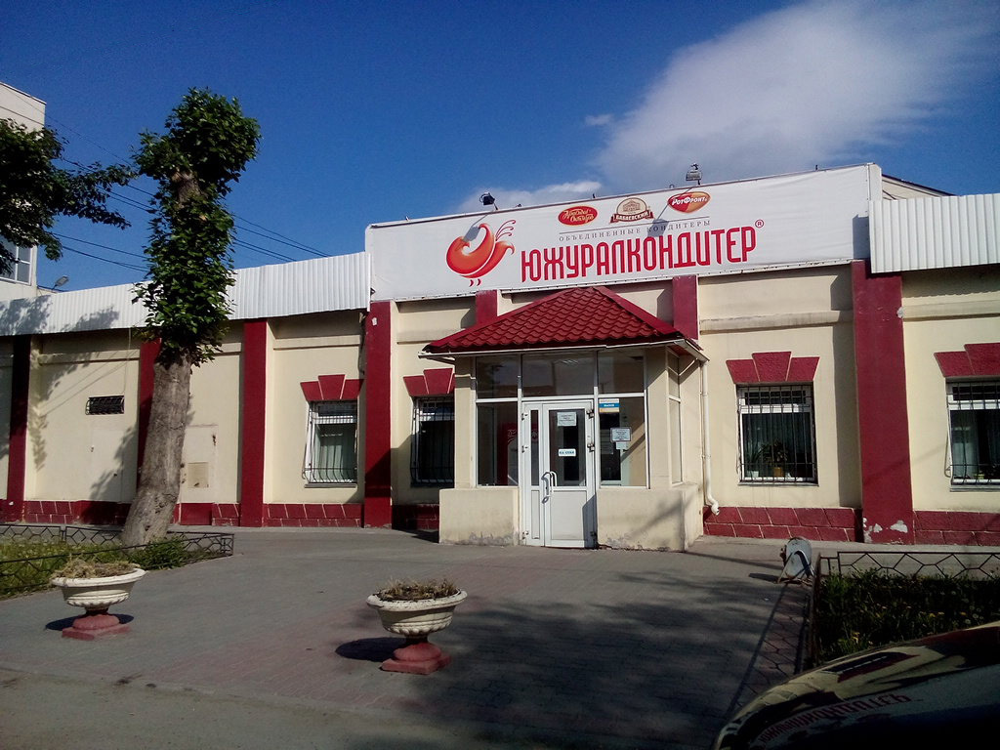 Красный Октябрь
БАБАЕВСКИЙ
РотФронт
ОБЪЕДИНЕННЫЕ КОНДИТЕРЫ
ЮЖУРАЛКОНДИТЕР®